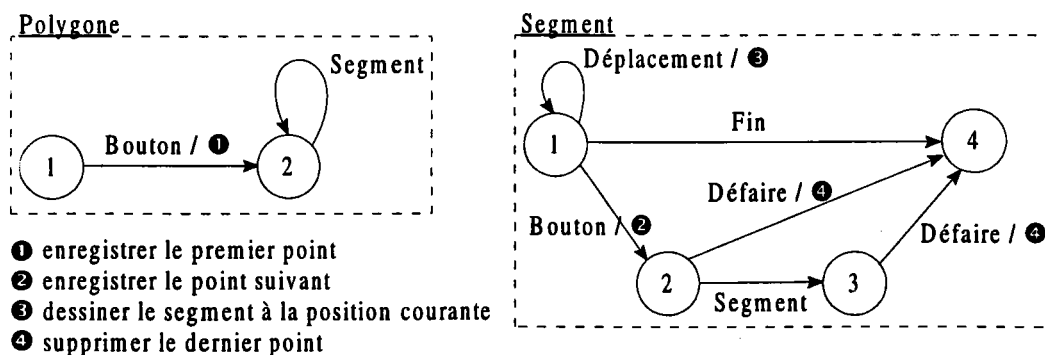 Polygone
Segment
1
Bouton / ❶
2
❶ enregistrer le premier point
❷ enregistrer le point suivant
❸ dessiner le segment à la position courante
❹ supprimer le dernier point
Segment
Déplacement / ❸
1
Fin
4
Défaire / ❹
Bouton / ❷
Défaire / ❹
2
Segment
3